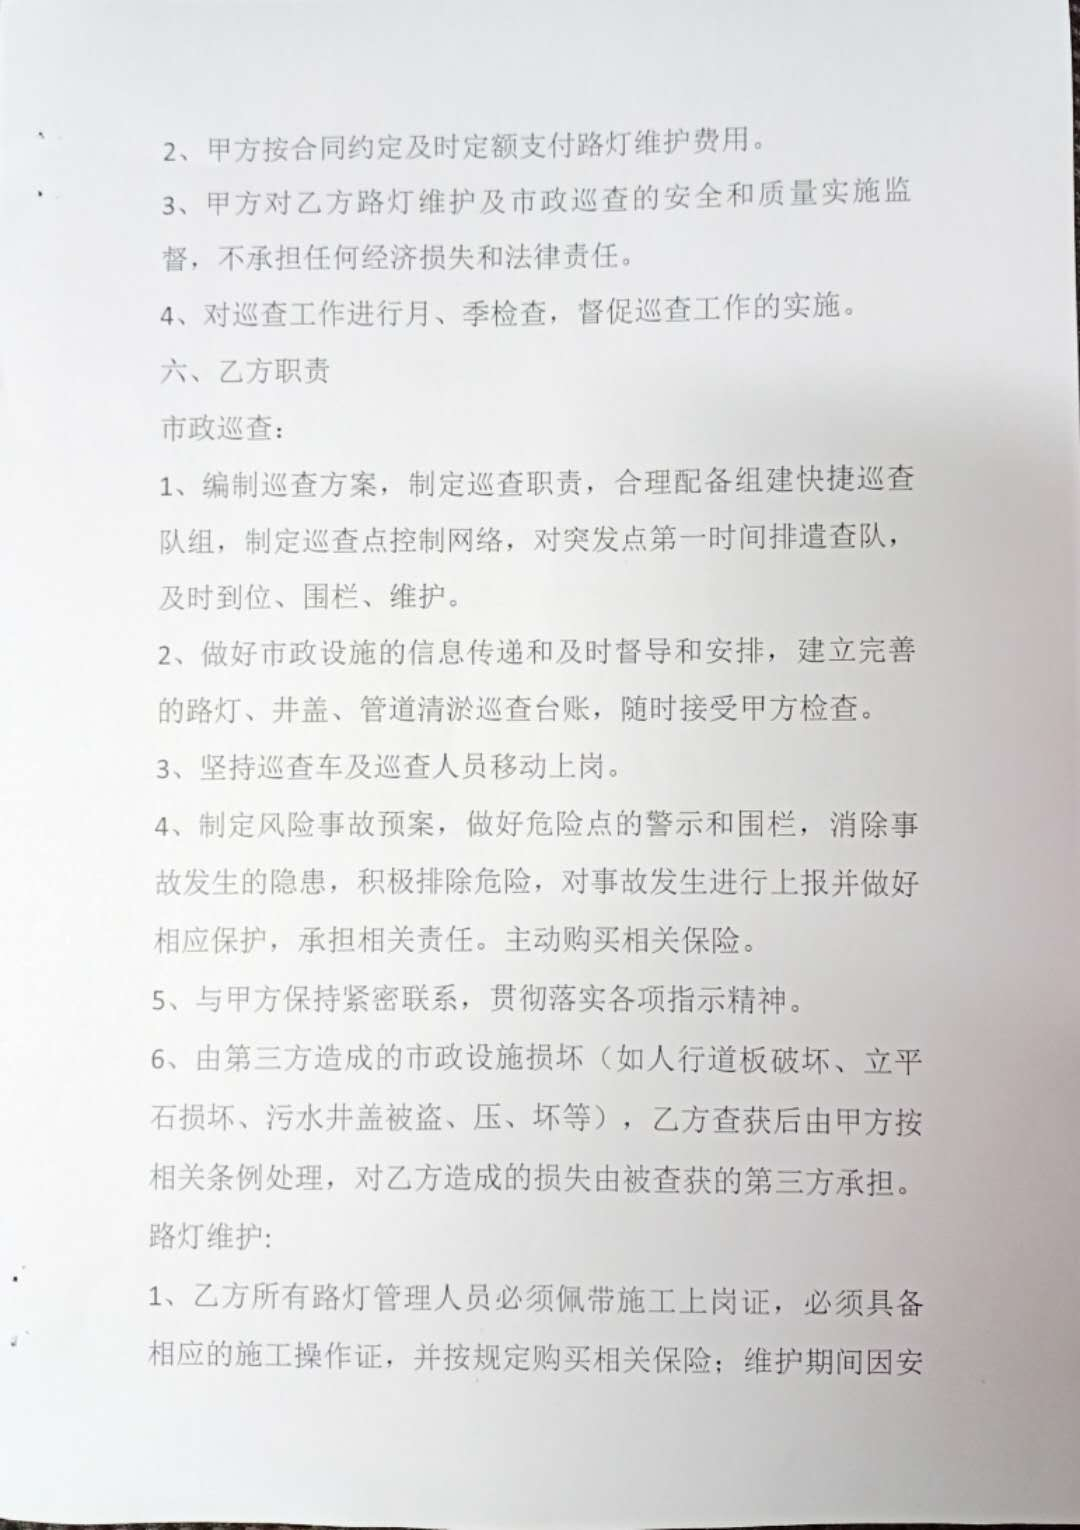 2、甲方按合同约定及时定额支付路灯维护费用。
3、甲方对乙方路灯维护及市政巡查的安全和质量实施监
督，不承担任何经济损失和法律责任。
4、对巡查工作进行月、季检查，督促巡查工作的实施。
六、乙方职责
市政巡查：
1、编制巡查方案，制定巡查职责，合理配备组建快捷巡查
队组，制定巡查点控制网络，对突发点第一时间排遣查队，
及时到位、围栏、维护。
2、做好市政设施的信息传递和及时督导和安排，建立完善
的路灯、井盖、管道清淤巡查台账，随时接受甲方检查。
3、坚持巡查车及巡查人员移动上岗。
4、制定风险事故预案，做好危险点的警示和围栏，消除事
故发生的隐患，积极排除危险，对事故发生进行上报并做好
相应保护，承担相关责任。主动购买相关保险。
5、与甲方保持紧密联系，贯彻落实各项指示精神。
6、由第三方造成的市政设施损坏（如人行道板破坏、立平
石损坏、污水井盖被盗、压、坏等），乙方查获后由甲方按
相关条例处理，对乙方造成的损失由被查获的第三方承担。
路灯维护:
1、乙方所有路灯管理人员必须佩带施工上岗证，必须具备
相应的施工操作证，并按规定购买相关保险；维护期间因安